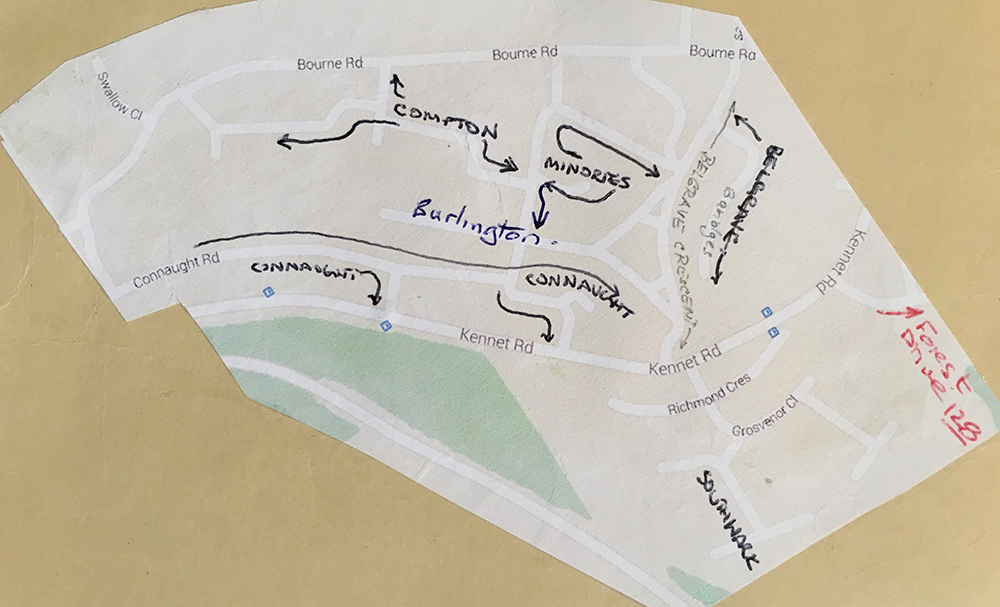 Bourne Rd
Bourne Rd
Bourne Rd
Swallow Cl
COMPTON
MINORIES
BELGRAVE CRESCENT
BELGRAVE
Burlington.
Connaught Rd
CONNAUGHT
CONNAUGHT
Kennet Rd
Kennet Rd
Kennet Rd
Forest
Drive 128
Richmond Cres
Grosvenor Cl
SOUTHWARK